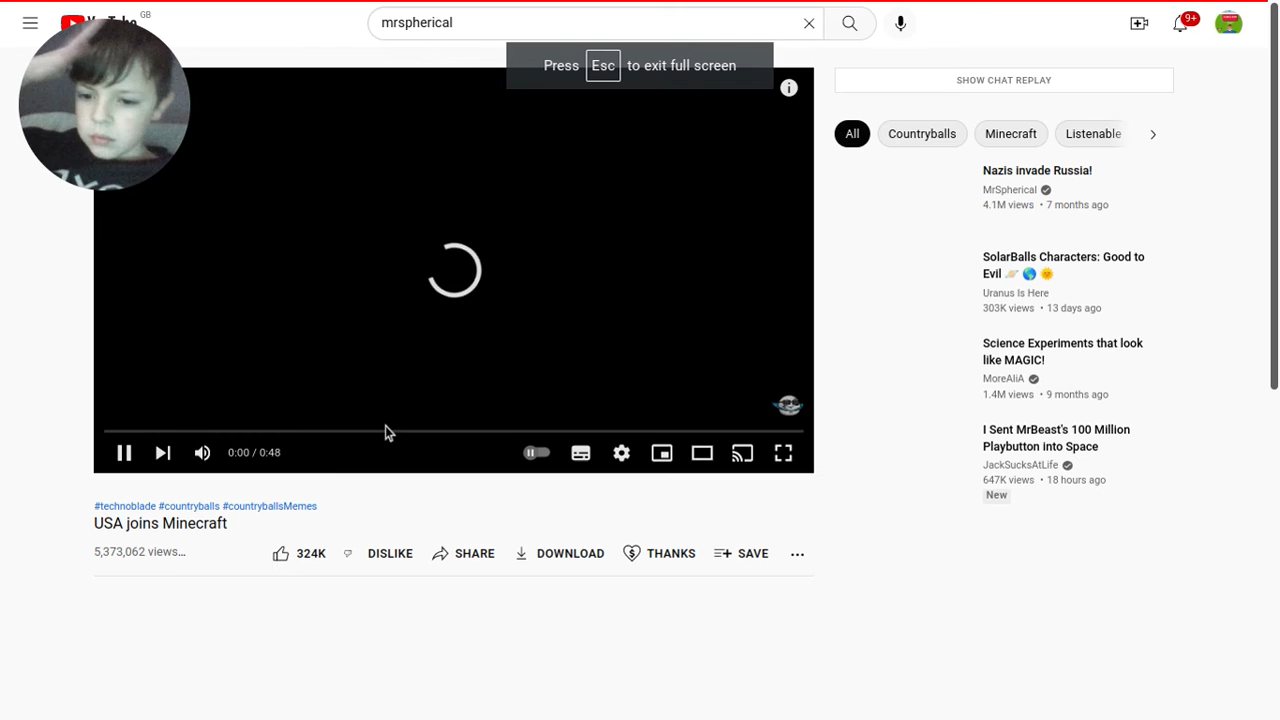 GB
mrspherical
9+
Press Esc to exit full screen
SHOW CHAT REPLAY
All
Countryballs
Minecraft
Listenable
Nazis invade Russia!
MrSpherical
4.1M views • 7 months ago
SolarBalls Characters: Good to
Evil 🪐 🌎 🌞
Uranus Is Here
303K views • 13 days ago
Science Experiments that look
like MAGIC!
MoreAliA
1.4M views • 9 months ago
I Sent MrBeast's 100 Million
Playbutton into Space
JackSucksAtLife
647K views • 18 hours ago
New
0:00 / 0:48
#technoblade #countryballs #countryballsMemes
USA joins Minecraft
5,373,062 views...
324K
DISLIKE
SHARE
DOWNLOAD
THANKS
SAVE